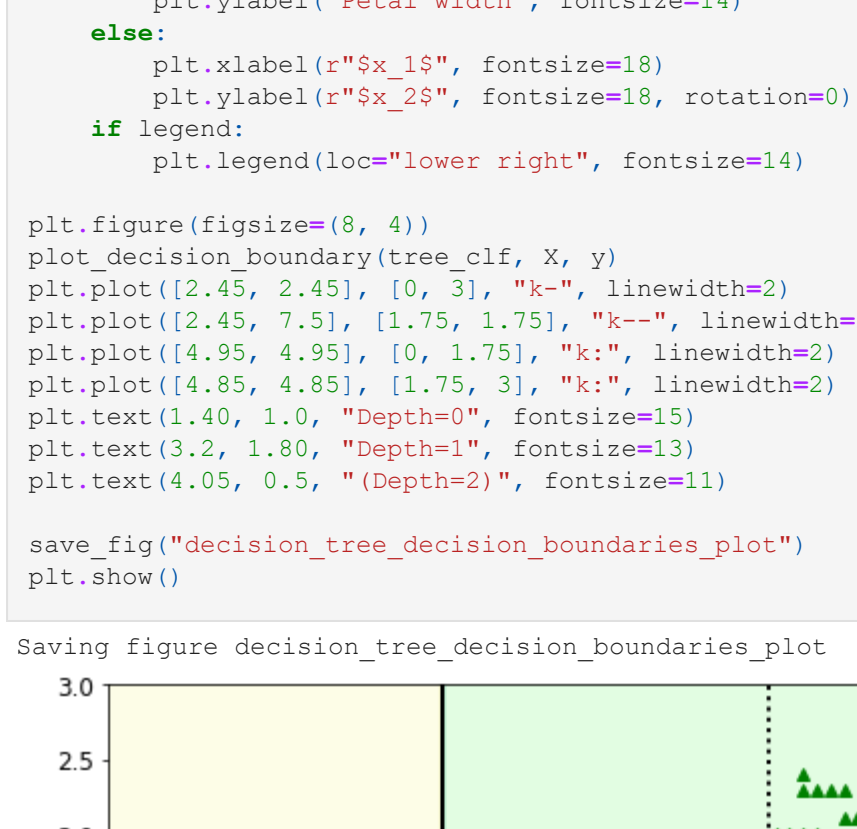 plt.ylabel("Petal width", fontsize=14)
    else:
        plt.xlabel(r"$x_1$", fontsize=18)
        plt.ylabel(r"$x_2$", fontsize=18, rotation=0)
    if legend:
        plt.legend(loc="lower right", fontsize=14)
plt.figure(figsize=(8, 4))
plot_decision_boundary(tree_clf, X, y)
plt.plot([2.45, 2.45], [0, 3], "k-", linewidth=2)
plt.plot([2.45, 7.5], [1.75, 1.75], "k--", linewidth=
plt.plot([4.95, 4.95], [0, 1.75], "k:", linewidth=2)
plt.plot([4.85, 4.85], [1.75, 3], "k:", linewidth=2)
plt.text(1.40, 1.0, "Depth=0", fontsize=15)
plt.text(3.2, 1.80, "Depth=1", fontsize=13)
plt.text(4.05, 0.5, "(Depth=2)", fontsize=11)
save_fig("decision_tree_decision_boundaries_plot")
plt.show()
Saving figure decision_tree_decision_boundaries_plot
3.0
2.5